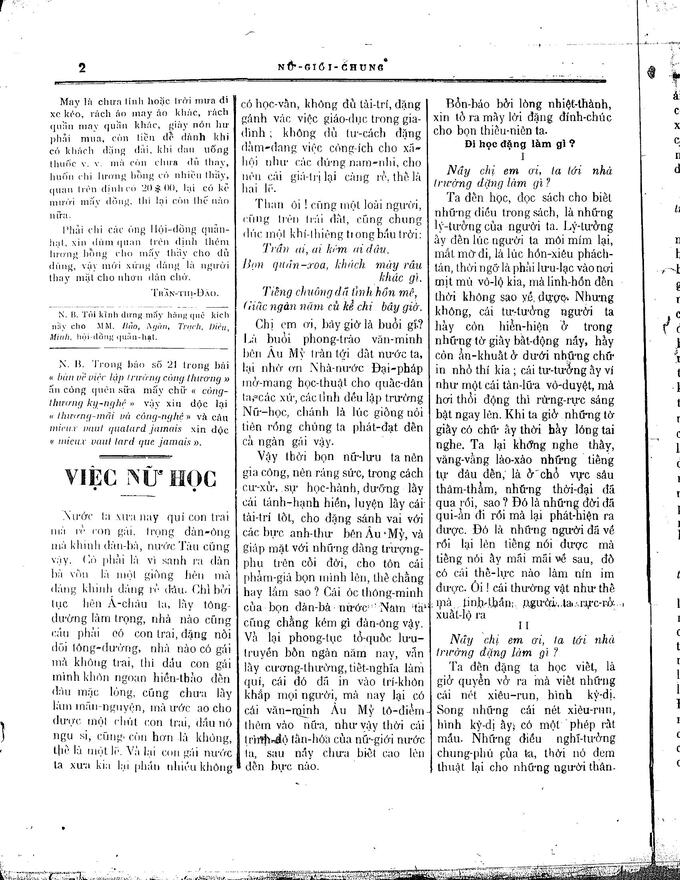 2
NỮ-GIỚI-CHUNG
May là chưa tính hoặc trời mưa đi
xe kéo, rách áo may áo khác, rách
quần may quần khác, giày nón hư
phải mua, còn tiền để dành khi
có khách đãng đãi, khi đau uống
thuốc v. v. mà còn chưa đủ thay,
huốn chi lương bổng có nhiêu thầy,
quan trên định có 20 $ 00, lại có kẻ
mười mấy đồng, thì lại còn thế nào
nữa.
Phải chi các ông Hội-đồng quản-
hạt, xin dùm quan trên định thêm
lương bổng cho mấy thầy cho đủ
dùng, vậy mới xứng đáng là người
thay mặt cho nhơn dân chớ.
TRẦN-THỊ-ĐÀO.
N. B. Tôi kính dưng mấy hàng quê kích
này cho MM. Bảo, Ngân, Trạch, Diêu,
Minh, hội-đồng quản-hạt.
N. B. Trong báo số 21 trong bài
« bàn về việc lập trường công thương »
ấn công quên sữa mấy chữ « công-
thương kỹ-nghệ » vậy xin đọc lại
« thương-mãi và công-nghệ » và câu
mieux vaut quatard jamais xin đọc
« mieux vaut tard que jamais ».
VIỆC NỮ HỌC
Nước ta xưa nay quí con trai
mà rẻ con gái, trọng đàn-ông
mà khinh đàn-bà, nước Tàu cũng
vậy. Có phải là vì sanh ra đàn
bà vốn là một giống hèn mà
đáng khinh đáng rẻ đâu. Chỉ bởi
tục bên Á-châu ta, lấy tông-
đường làm trọng, nhà nào cũng
cầu phải có con trai, đặng nối
dõi tông-đường, nhà nào có gái
mà không trai, thì dầu con gái
mình khôn ngoan hiền-thảo đến
đâu mặc lòng, cũng chưa lấy
làm mãn-nguyện, mà ước ao cho
được một chút con trai, dầu nó
ngu si, cũng còn hơn là không,
thế là một lẽ. Vả lại con gái nước
ta xưa kia lại phần nhiều không
có học-vấn, không đủ tài-trí, đặng
gánh vác việc giáo-dục trong gia-
đình ; không đủ tư-cách đặng
đảm-đang việc công-ích cho xã-
hội như các đứng nam-nhi, cho
nên cái giá-trị lại càng rẻ, thế là
hai lẽ.
Than ôi ! cũng một loài người,
cũng trên trái đất, cũng chung
đúc một khí-thiêng trong bầu trời :
Trần ai, ai kém ai đâu,
Bọn quần-xoa, khách mày râu
khác gì.
Tiếng chuông đã tỉnh hồn mê,
Giấc ngàn năm cũ kể chi bây giờ.
Chị em ơi, bây giờ là buổi gì?
Là buổi phong-trào văn-minh
bên Âu Mỹ tràn tới đất nước ta,
lại nhờ ơn Nhà-nước Đại-pháp
mở-mang học-thuật cho quốc-dân
ta, các xứ, các tỉnh đều lập trường
Nữ-học, chánh là lúc giống nòi
tiên rồng chúng ta phát-đạt đến
cả ngàn gái vậy.
Vậy thời bọn nữ-lưu ta nên
gia công, nên ráng sức, trong cách
cư-xử, sự học-hành, dưỡng lấy
cái tánh-hạnh hiền, luyện lấy cái
tài-trí tốt, cho đặng sánh vai với
các bực anh-thư bên Âu-Mỹ, và
giáp mặt với những đấng trượng-
phu trên cõi đời, cho tôn cái
phẩm-giá bọn mình lên, thế chẳng
hay lắm sao ? Cái óc thông-minh
của bọn đàn-bà nước Nam ta
cũng chẳng kém gì đàn-ông vậy.
Vả lại phong-tục tổ-quốc lưu-
truyền bốn ngàn năm nay, vẫn
lấy cương-thường, tiết-nghĩa làm
quí, cái đó đã in vào trí-khôn
khắp mọi người, mà nay lại có
cái văn-minh Âu Mỹ tô-điểm
thêm vào nữa, như vậy thời cái
trình-độ tấn-hóa của nữ-giới nước
ta, sau nầy chưa biết cao lên
đến bực nào.
Bổn-báo bởi lòng nhiệt-thành,
xin tỏ ra mấy lời đặng đính-chúc
cho bọn thiếu-niên ta.
Đi học đặng làm gì ?
I
Nầy chị em ơi, ta tới nhà
trường đặng làm gì ?
Ta đến học, đọc sách cho biết
những điều trong sách, là những
lý-tưởng của người ta. Lý-tưởng
ấy đến lúc người ta môi mím lại,
mắt mờ đi, là lúc hồn-xiêu phách-
tán, thời ngỡ là phải lưu-lạc vào nơi
mịt mù vô-lộ kia, mà linh-hồn đến
thời không sao về được. Nhưng
không, cái tư-tưởng người ta
hãy còn hiển-hiện ở trong
những tờ giấy bất-động nầy, hãy
còn ẩn-khuất ở dưới những chữ
in nhỏ thí kia ; cái tư-tưởng ấy ví
như một cái tàn-lửa vô-duyệt, mà
hơi thổi động thì rừng-rực sáng
bật ngay lên. Khi ta giở những tờ
giấy có chữ ấy thời hãy lóng tai
nghe. Ta lại khỡng nghe thấy,
văng-vẳng lào-xào những tiếng
tự đâu đến, là ở chỗ vực sâu
thăm-thẳm, những thời-đại đã
qua rồi, sao ? Đó là những đời đã
qui-ẩn đi rồi mà lại phát-hiện ra
được. Đó là những người đã về
rồi lại lên tiếng nói được mà
tiếng nói ấy mãi mãi về sau, dò
có cái thế-lực nào làm nín im
được. Ôi ! cái thường vật như thế
mà tinh-thần người ta rực-rỡ
xuất-lộ ra
II
Nầy chị em ơi, ta tới nhà
trường đặng làm gì ?
Ta đến đặng ta học viết, là
giở quyển vở ra mà viết những
cái nét xiêu-run, hình kỳ-dị.
Song những cái nét xiêu-run,
hình kỳ-dị ấy, có một phép rất
mầu. Những điều nghĩ-tưởng
chung-phủ của ta, thời nó đem
thuật lại cho những người thân-